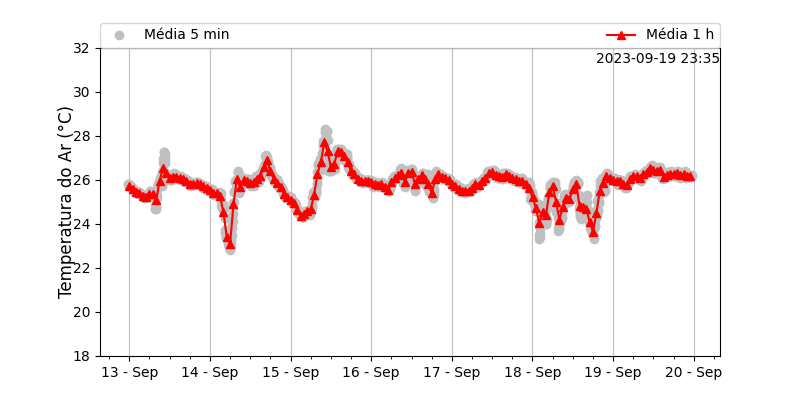 Média 5 min
Média 1 h
2023-09-19 23:35
Temperatura do Ar (°C)
32
30
28
26
24
22
20
18
13 - Sep
14 - Sep
15 - Sep
16 - Sep
17 - Sep
18 - Sep
19 - Sep
20 - Sep